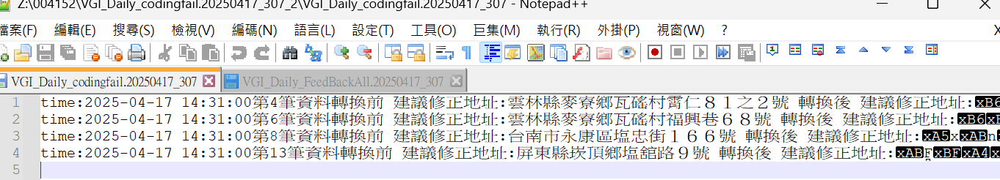 Z:\004152\VGI_Daily_codingfail.20250417_307_2\VGI_Daily_codingfail.20250417_307 - Notepad++
檔案(F) 編輯(E) 搜尋(S) 檢視(V) 編碼(N) 語言(L) 設定(T) 工具(O) 巨集(M) 執行(R) 外掛(P) 視窗(W) ? X
VGI_Daily_codingfail.20250417_307 VGI_Daily_FeedBackAll.20250417_307
1 time:2025-04-17 14:31:00第4筆資料轉換前 建議修正地址:雲林縣麥寮鄉瓦磘村霄仁８１之２號 轉換後 建議修正地址:xB6
2 time:2025-04-17 14:31:00第6筆資料轉換前 建議修正地址:雲林縣麥寮鄉瓦磘村福興巷６８號 轉換後 建議修正地址:xB6
3 time:2025-04-17 14:31:00第8筆資料轉換前 建議修正地址:台南市永康區塩忠街１６６號 轉換後 建議修正地址:xA5xxABn
4 time:2025-04-17 14:31:00第13筆資料轉換前 建議修正地址:屏東縣崁頂鄉塩舘路９號 轉換後 建議修正地址:xABFxBFxA4x
5